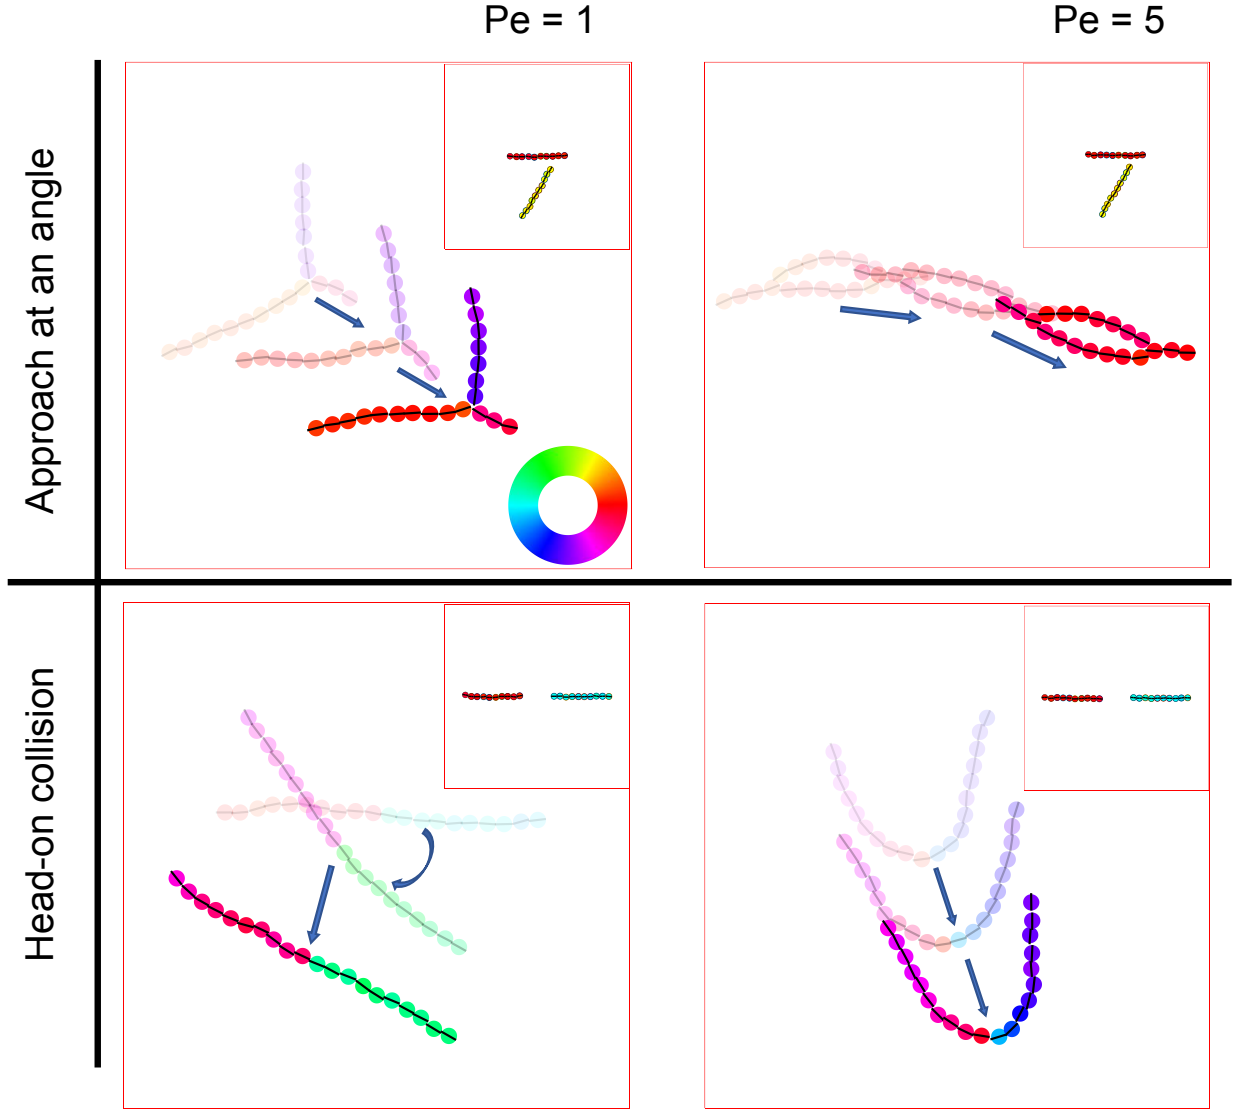 Pe = 1
Pe = 5
Approach at an angle
Head-on collision